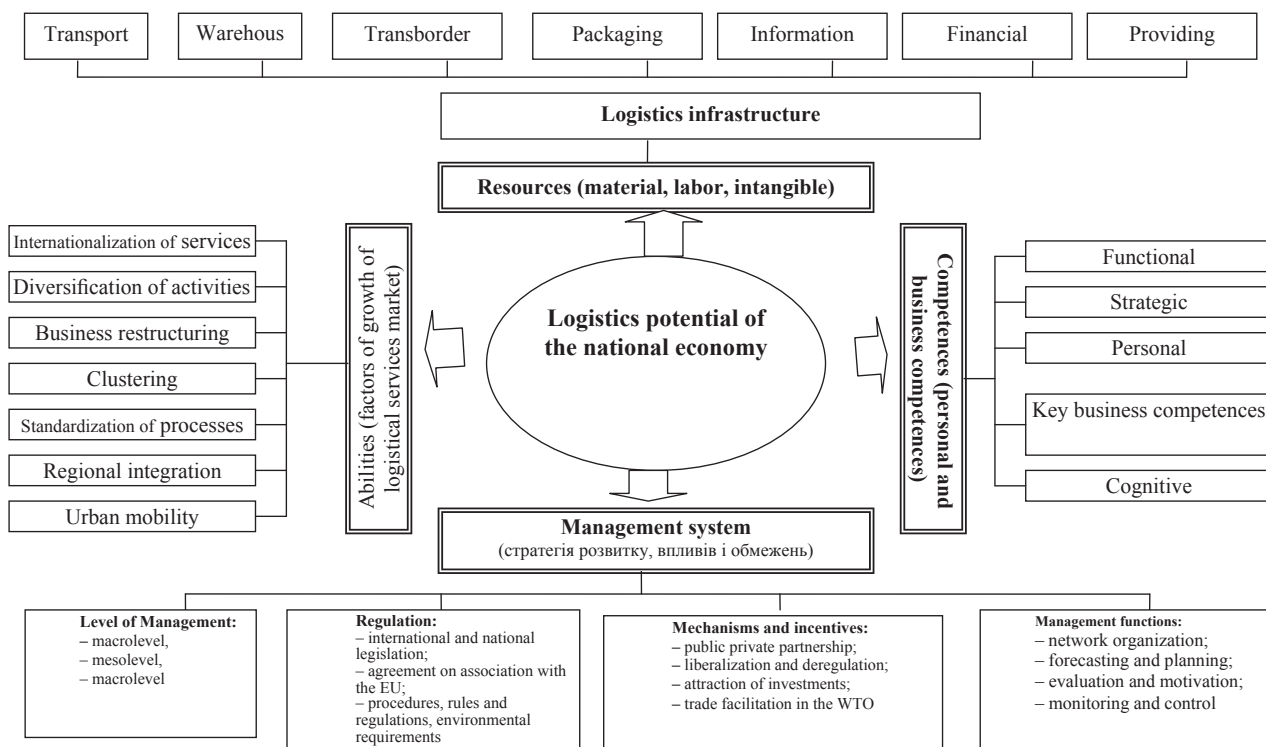 Transport
Warehous
Transborder
Packaging
Information
Financial
Providing
Logistics infrastructure
Resources (material, labor, intangible)
Internationalization of services
Diversification of activities
Business restructuring
Clustering
Standardization of processes
Regional integration
Urban mobility
Abilities (factors of growth of
logistical services market)
Logistics potential of
the national economy
Competences (personal and
business competences)
Functional
Strategic
Personal
Key business competences
Cognitive
Management system
(стратегія розвитку, впливів і обмежень)
Level of Management:
– macrolevel,
– mesolevel,
– macrolevel
Regulation:
– international and national
legislation;
– agreement on association with
the EU;
– procedures, rules and
regulations, environmental
requirements
Mechanisms and incentives:
– public private partnership;
– liberalization and deregulation;
– attraction of investments;
– trade facilitation in the WTO
Management functions:
– network organization;
– forecasting and planning;
– evaluation and motivation;
– monitoring and control